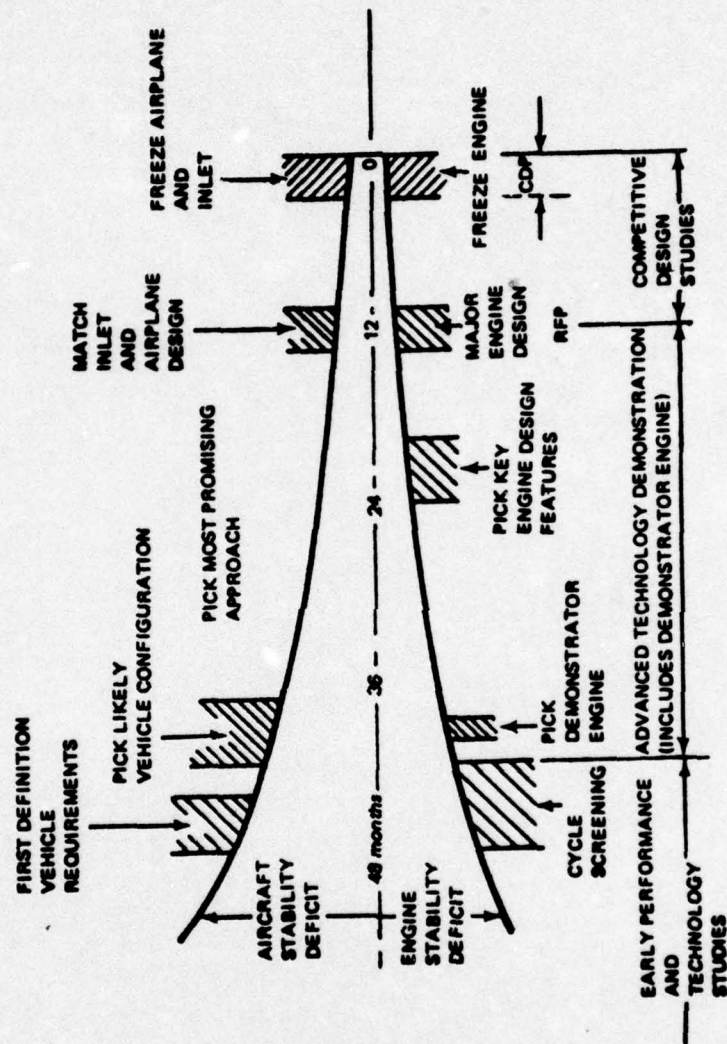 FIRST DEFINITION
VEHICLE
REQUIREMENTS
PICK LIKELY
VEHICLE CONFIGURATION
PICK MOST PROMISING
APPROACH
MATCH
INLET
AND AIRPLANE
DESIGN
FREEZE AIRPLANE
AND INLET
AIRCRAFT
STABILITY
DEFICIT
48 months
36
24
12
0
ENGINE
STABILITY
DEFICIT
CYCLE
SCREENING
PICK
DEMONSTRATOR
ENGINE
PICK KEY
ENGINE DESIGN
FEATURES
MAJOR
ENGINE
DESIGN
FREEZE ENGINE
RFP
CDP
EARLY PERFORMANCE
AND
TECHNOLOGY
STUDIES
ADVANCED TECHNOLOGY DEMONSTRATION
(INCLUDES DEMONSTRATOR ENGINE)
COMPETITIVE
DESIGN
STUDIES